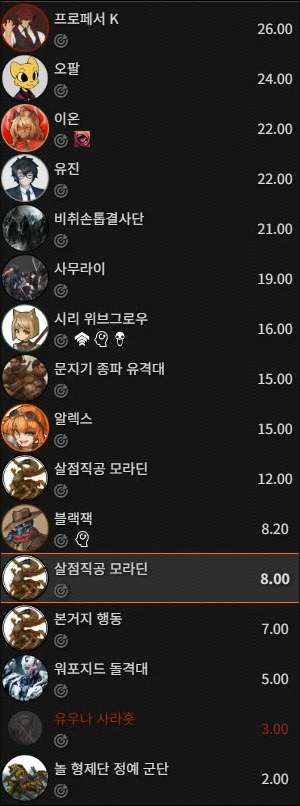 프로페서 K
26.00
오팔
24.00
이온
22.00
유진
22.00
비취손톱결사단
21.00
사무라이
19.00
시리 위브그로우
16.00
문지기 종파 유격대
15.00
알렉스
15.00
살점직공 모라딘
12.00
블랙잭
8.20
살점직공 모라딘
8.00
본거지 행동
7.00
워포지드 돌격대
5.00
유우나 사라홋
3.00
놀 형제단 정예 군단
2.00